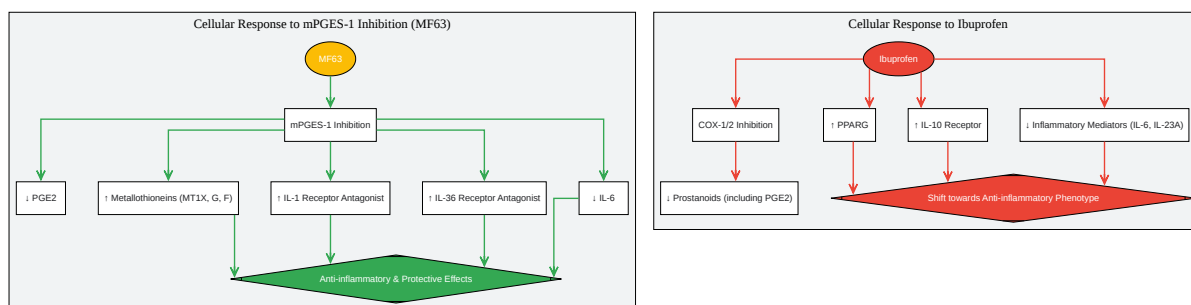 Cellular Response to mPGES-1 Inhibition (MF63)
MF63
mPGES-1 Inhibition
↓ PGE2
↑ Metallothioneins (MT1X, G, F)
↑ IL-1 Receptor Antagonist
↑ IL-36 Receptor Antagonist
↓ IL-6
Anti-inflammatory & Protective Effects
Cellular Response to Ibuprofen
Ibuprofen
COX-1/2 Inhibition
↑ PPARG
↑ IL-10 Receptor
↓ Inflammatory Mediators (IL-6, IL-23A)
↓ Prostanoids (including PGE2)
Shift towards Anti-inflammatory Phenotype